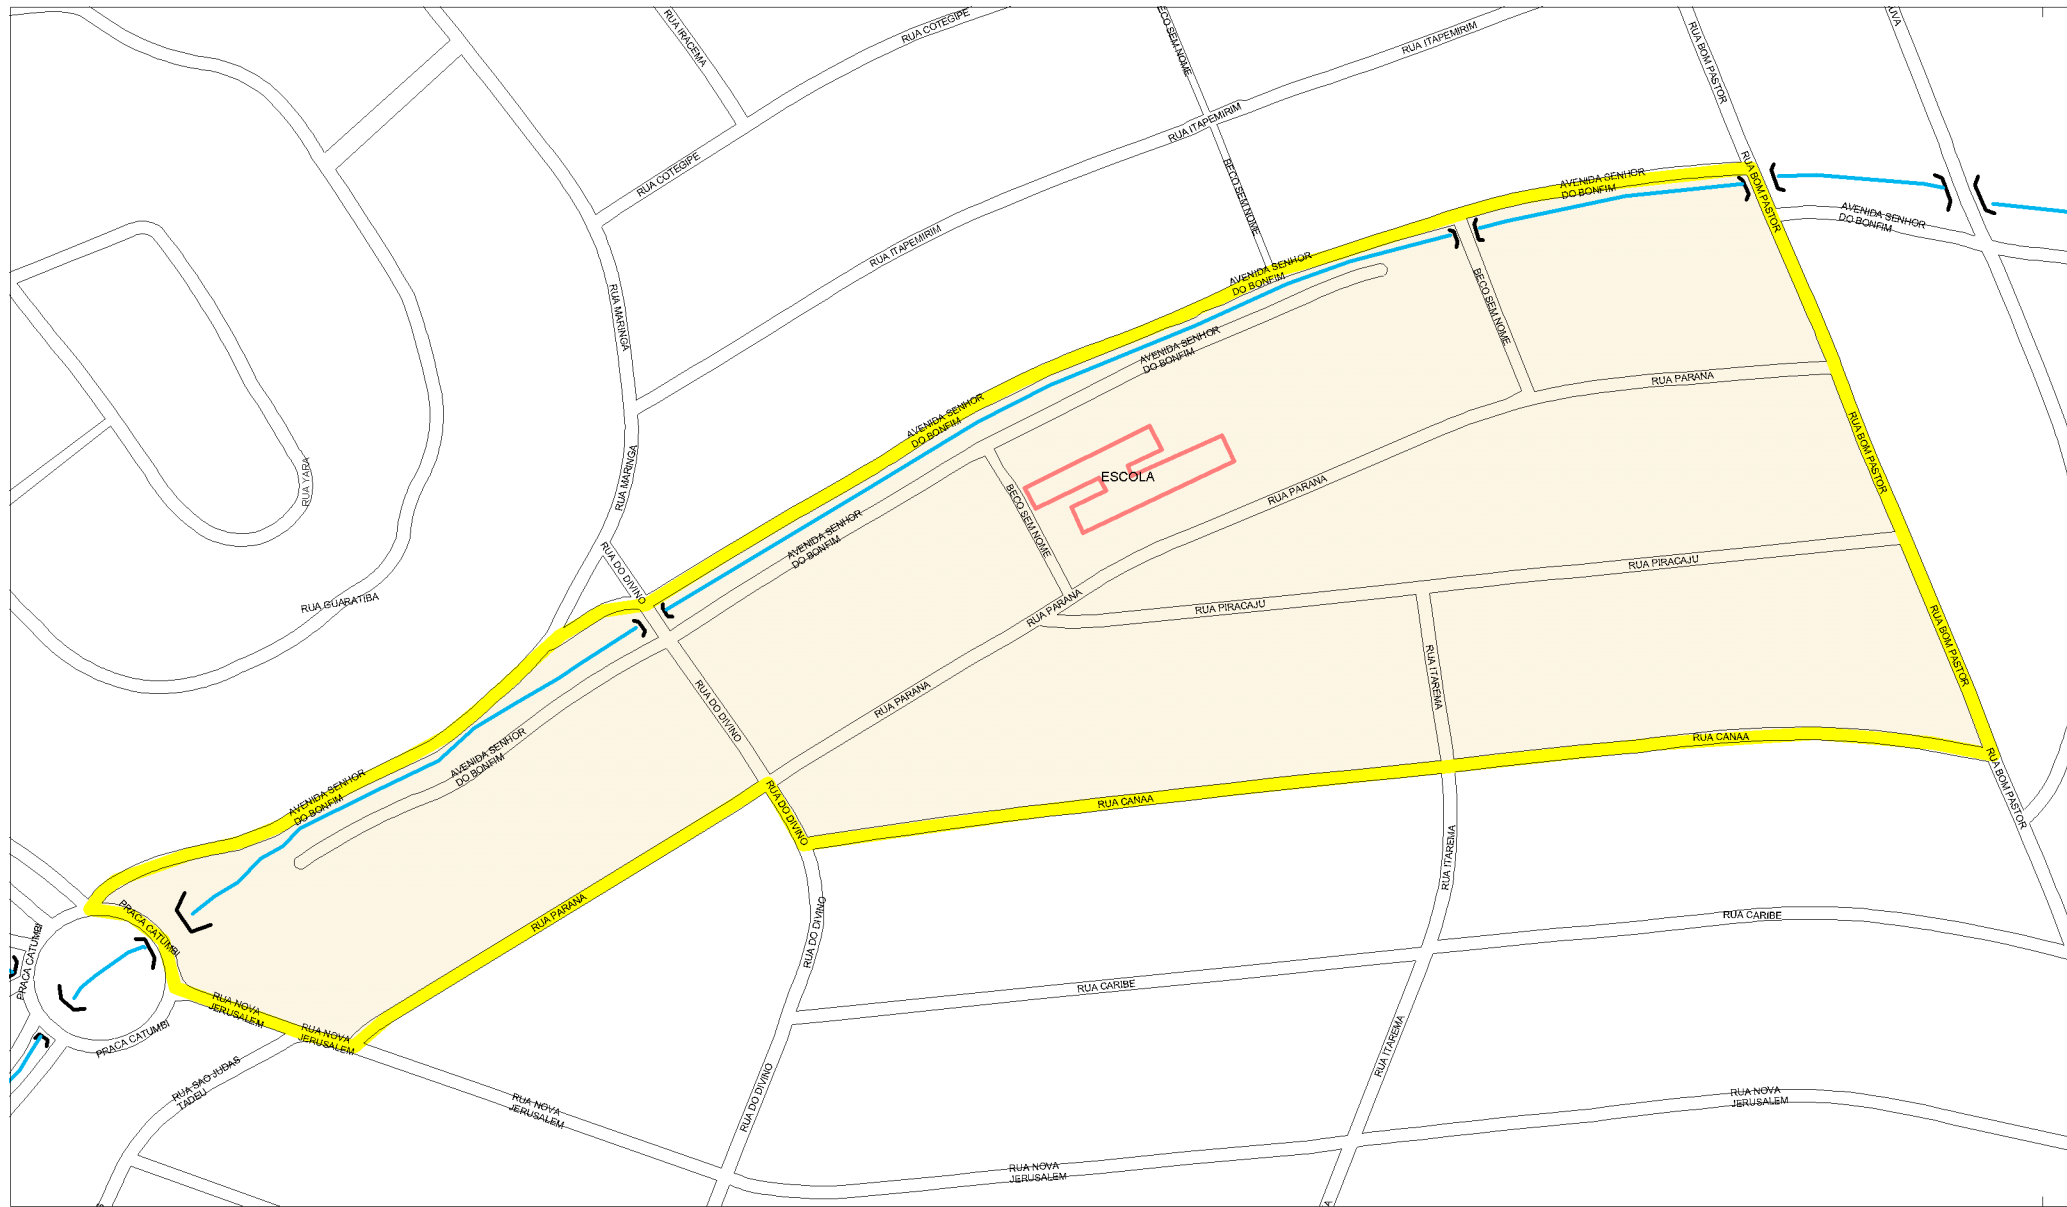 RUA IRACEMA
RUA COTEGIPE
BECO SEM NOME
RUA ITAPEMIRIM
RUA BOM PASTOR
RUA COTEGIPE
RUA ITAPEMIRIM
BECO SEM NOME
RUA BOM PASTOR
AVENIDA SENHOR
DO BONFIM
AVENIDA SENHOR
DO BONFIM
RUA ITAPEMIRIM
AVENIDA SENHOR
DO BONFIM
RUA MARINGA
BECO SEM NOME
AVENIDA SENHOR
DO BONFIM
RUA PARANA
AVENIDA SENHOR
DO BONFIM
RUA BOM PASTOR
RUA YARA
RUA MARINGA
ESCOLA
RUA PARANA
BECO SEM NOME
AVENIDA SENHOR
DO BONFIM
RUA DO DIVINO
RUA PIRACAJU
RUA GUARATIBA
RUA PARANA
RUA PIRACAJU
RUA BOM PASTOR
RUA ITAREMA
RUA PARANA
RUA DO DIVINO
AVENIDA SENHOR
DO BONFIM
RUA CANAA
RUA BOM PASTOR
AVENIDA SENHOR
DO BONFIM
RUA DO DIVINO
RUA CANAA
RUA ITAREMA
PRACA CATUMBI
RUA PARANA
RUA DO DIVINO
RUA CARIBE
PRACA CATUMBI
RUA CARIBE
RUA NOVA
JERUSALEM
RUA NOVA
JERUSALEM
PRACA CATUMBI
RUA ITAREMA
RUA SAO JUDAS
TADEU
RUA DO DIVINO
RUA NOVA
JERUSALEM
RUA NOVA
JERUSALEM
RUA NOVA
JERUSALEM